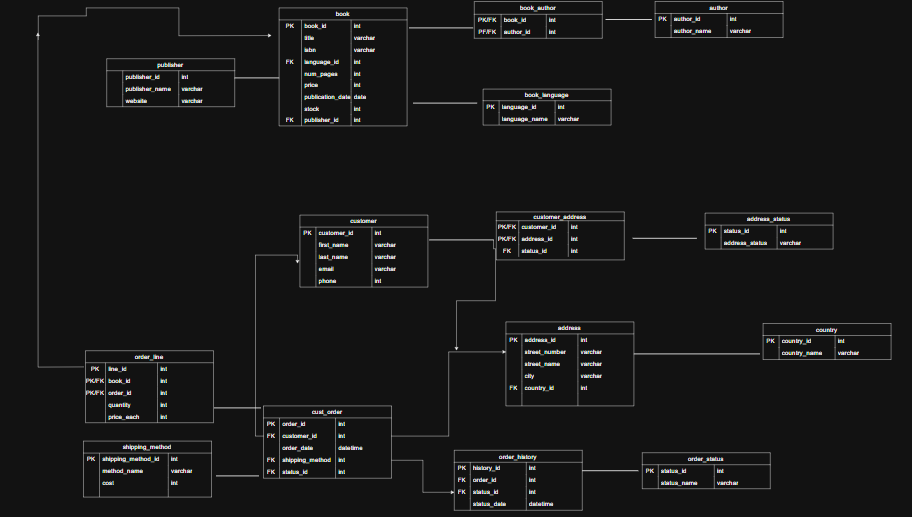 book
PK book_id int
title varchar
isbn varchar
FK language_id int
num_pages int
price int
publication_date date
stock int
FK publisher_id int
book_author
PK/FK book_id int
PF/FK author_id int
author
PK author_id int
author_name varchar
publisher
publisher_id int
publisher_name varchar
website varchar
book_language
PK language_id int
language_name varchar
customer
PK customer_id int
first_name varchar
last_name varchar
email varchar
phone int
customer_address
PK/FK customer_id int
PK/FK address_id int
FK status_id int
address_status
PK status_id int
address_status varchar
address
PK address_id int
street_number varchar
street_name varchar
city varchar
FK country_id int
country
PK country_id int
country_name varchar
order_line
PK line_id int
PK/FK book_id int
PK/FK order_id int
quantity int
price_each int
cust_order
PK order_id int
FK customer_id int
order_date datetime
FK shipping_method int
FK status_id int
shipping_method
PK shipping_method_id int
method_name varchar
cost int
order_history
PK history_id int
FK order_id int
FK status_id int
status_date datetime
order_status
PK status_id int
status_name varchar